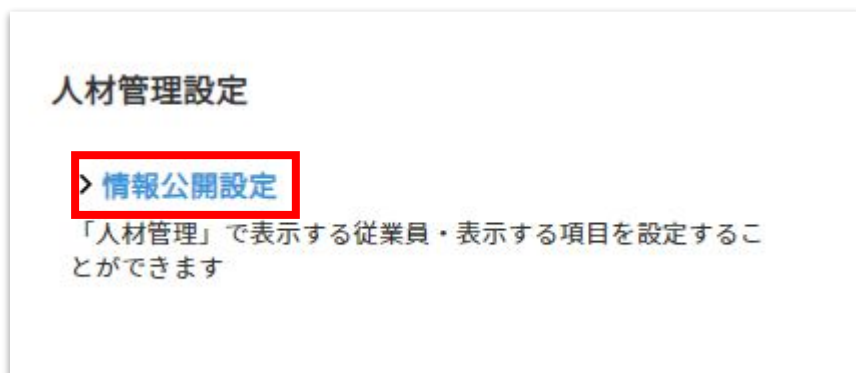 人材管理設定
情報公開設定
「人材管理」で表示する従業員・表示する項目を設定するこ
とができます